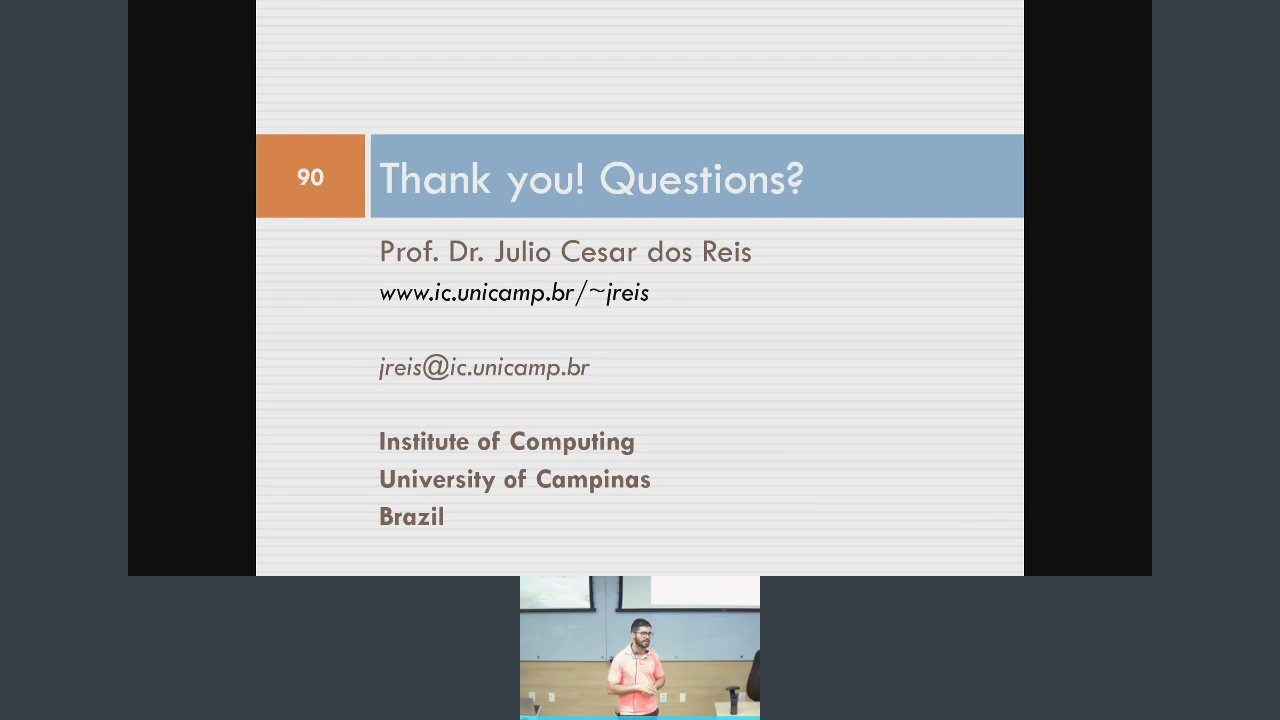 90
Thank you! Questions?
Prof. Dr. Julio Cesar dos Reis
www.ic.unicamp.br/~jreis
jreis@ic.unicamp.br
Institute of Computing
University of Campinas
Brazil